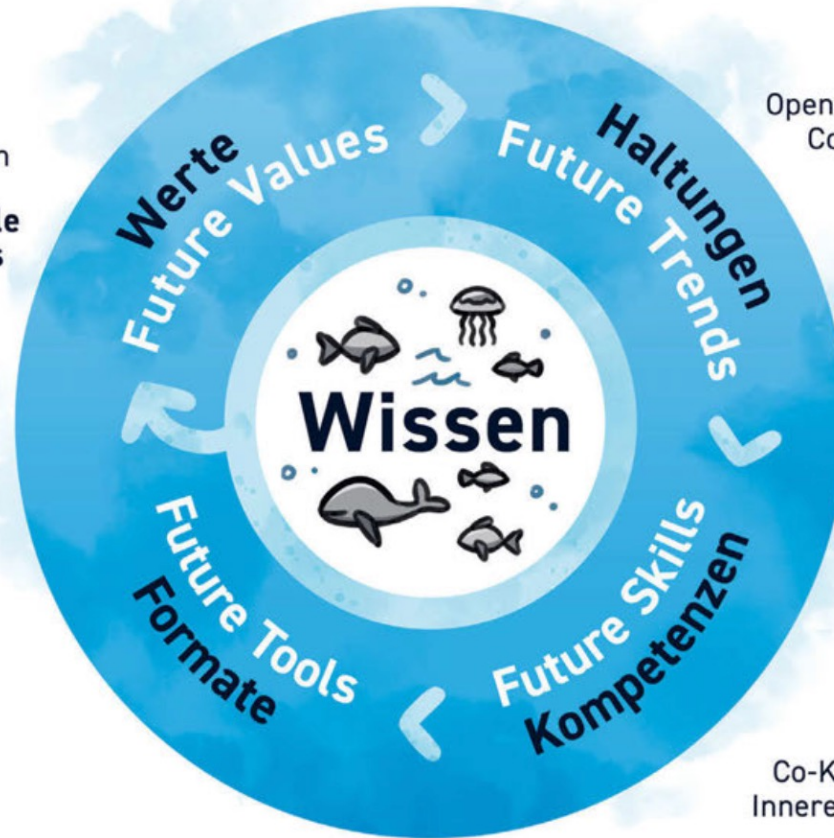 Werte
Future Values
Haltungen
Future Trends
Open
Co
Wissen
Future Skills
Kompetenzen
Future Tools
Formate
Co-K
Innere